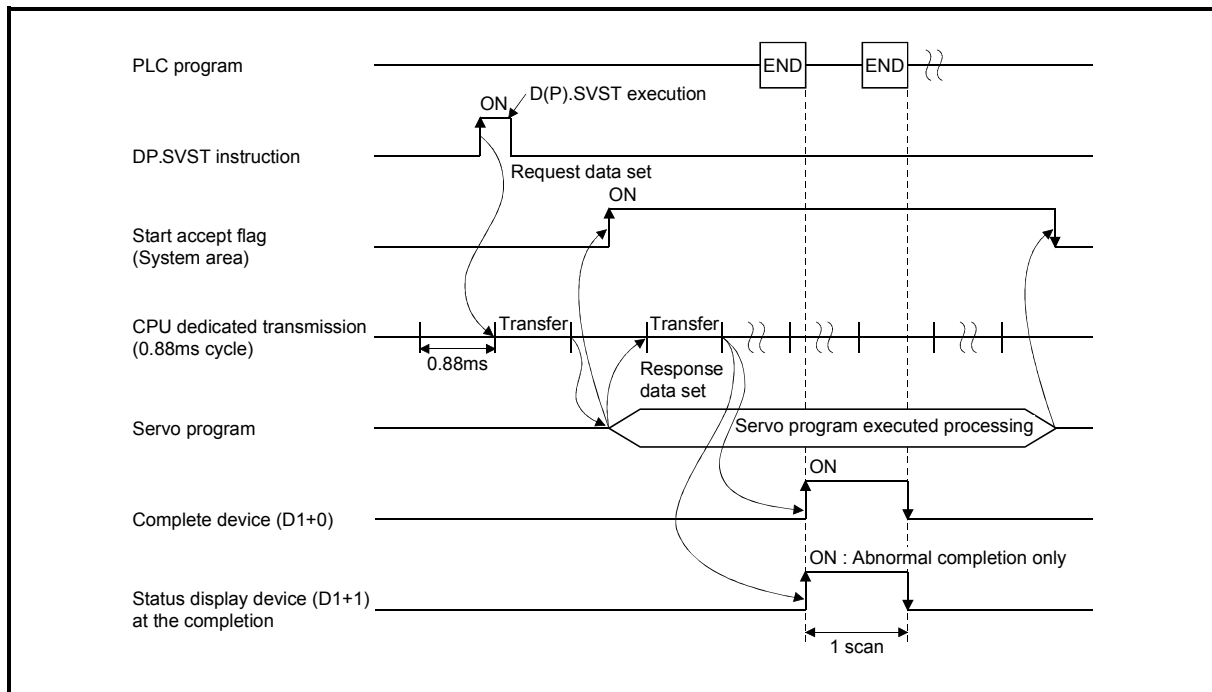 PLC program
END
END
ON
D(P).SVST execution
DP.SVST instruction
Request data set
ON
Start accept flag
(System area)
CPU dedicated transmission
(0.88ms cycle)
Transfer
Transfer
0.88ms
Response
data set
Servo program
Servo program executed processing
ON
Complete device (D1+0)
ON : Abnormal completion only
Status display device (D1+1)
at the completion
1 scan